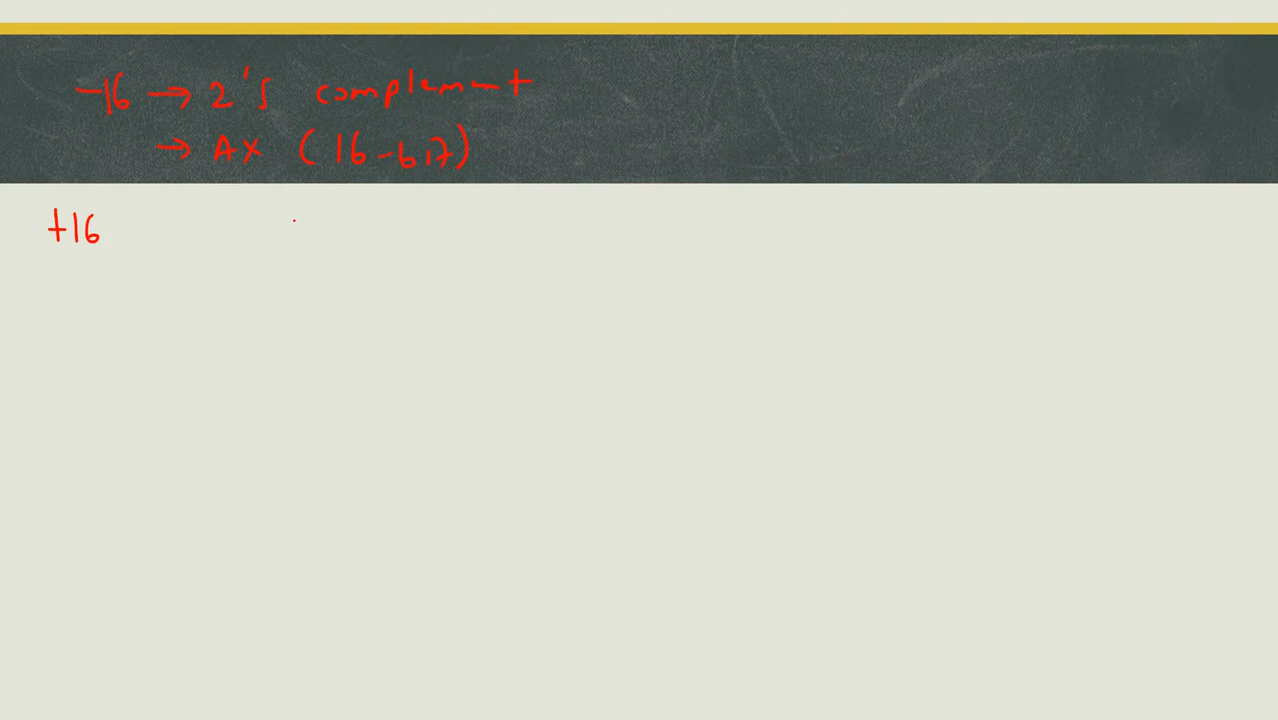 -16 → 2's complement
→ AX (16-bit)
+16